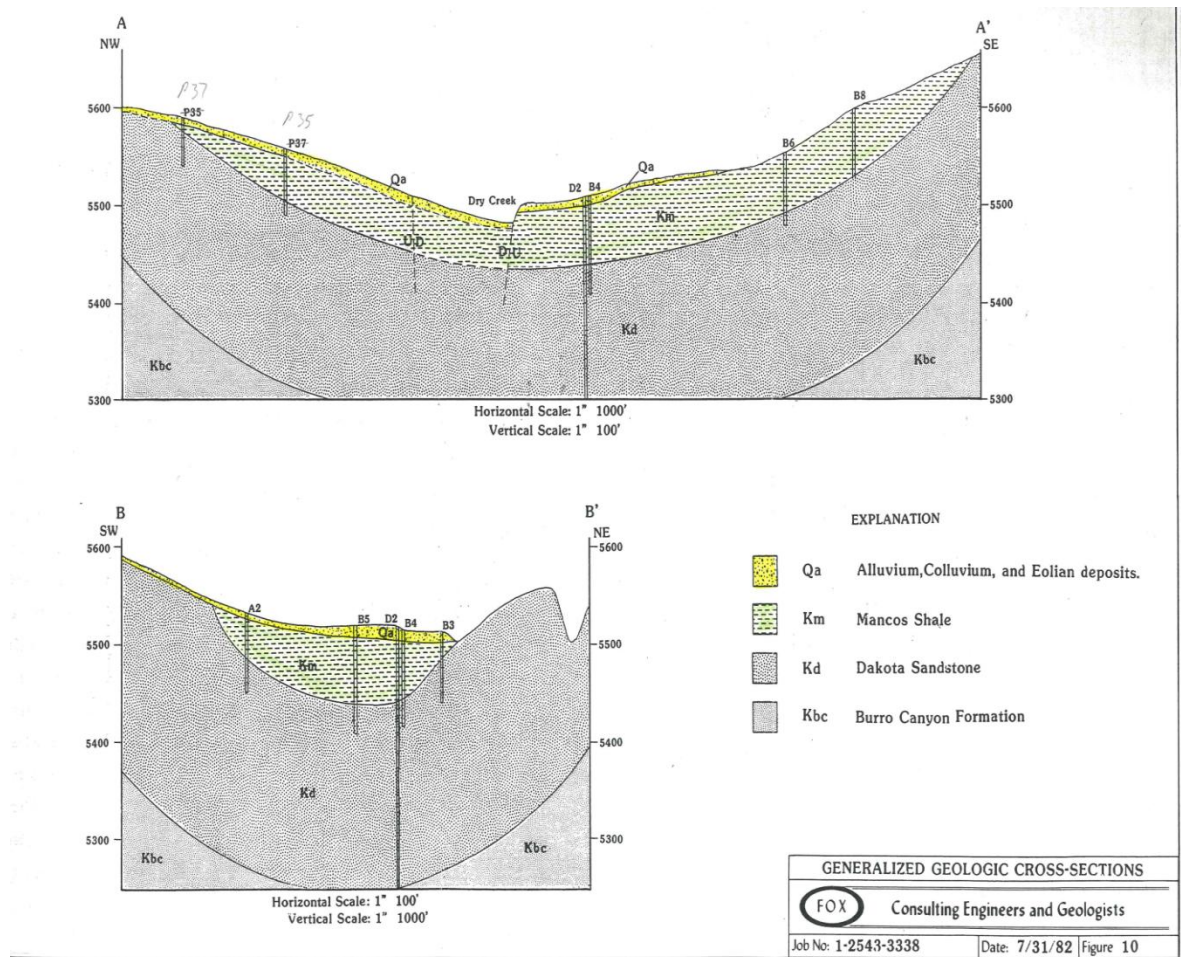 A
NW
A'
SE
P37
P35
P35
P37
B8
5600
5600
B6
Qa
Qa
Dry Creek
D2 B4
5500
5500
Km
U D
D U
5400
5400
Kd
Kbc
Kbc
5300
5300
Horizontal Scale: 1" 1000'
Vertical Scale: 1" 100'
B
SW
B'
NE
EXPLANATION
5600
5600
Qa Alluvium,Colluvium, and Eolian deposits.
A2
B5 D2 B4 B3
Qa
Km Mancos Shale
5500
5500
Km
Kd Dakota Sandstone
Kbc Burro Canyon Formation
5400
5400
Kd
5300
5300
Kbc
Kbc
Horizontal Scale: 1" 100'
Vertical Scale: 1" 1000'
GENERALIZED GEOLOGIC CROSS-SECTIONS
FOX Consulting Engineers and Geologists
Job No: 1-2543-3338 Date: 7/31/82 Figure 10